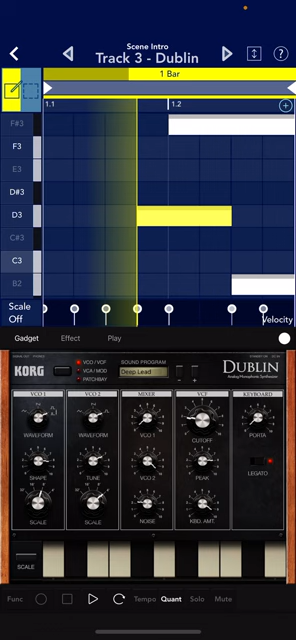 Scene Intro
Track 3 - Dublin
?
1 Bar
1.1
1.2
F#3
F3
E3
D#3
D3
C#3
C3
B2
Scale
Off
Velocity
Gadget
Effect
Play
KORG
VCO / VCF
VCA / MOD
PATCHBAY
SOUND PROGRAM
Deep Lead
DUBLIN
Analog Monophonic Synthesizer
VCO 1
VCO 2
MIXER
VCF
KEYBOARD
WAVEFORM
WAVEFORM
VCO 1
CUTOFF
PORTA
SHAPE
TUNE
VCO 2
PEAK
LEGATO
SCALE
SCALE
NOISE
KBD. AMT.
SCALE
Func
Tempo
Quant
Solo
Mute